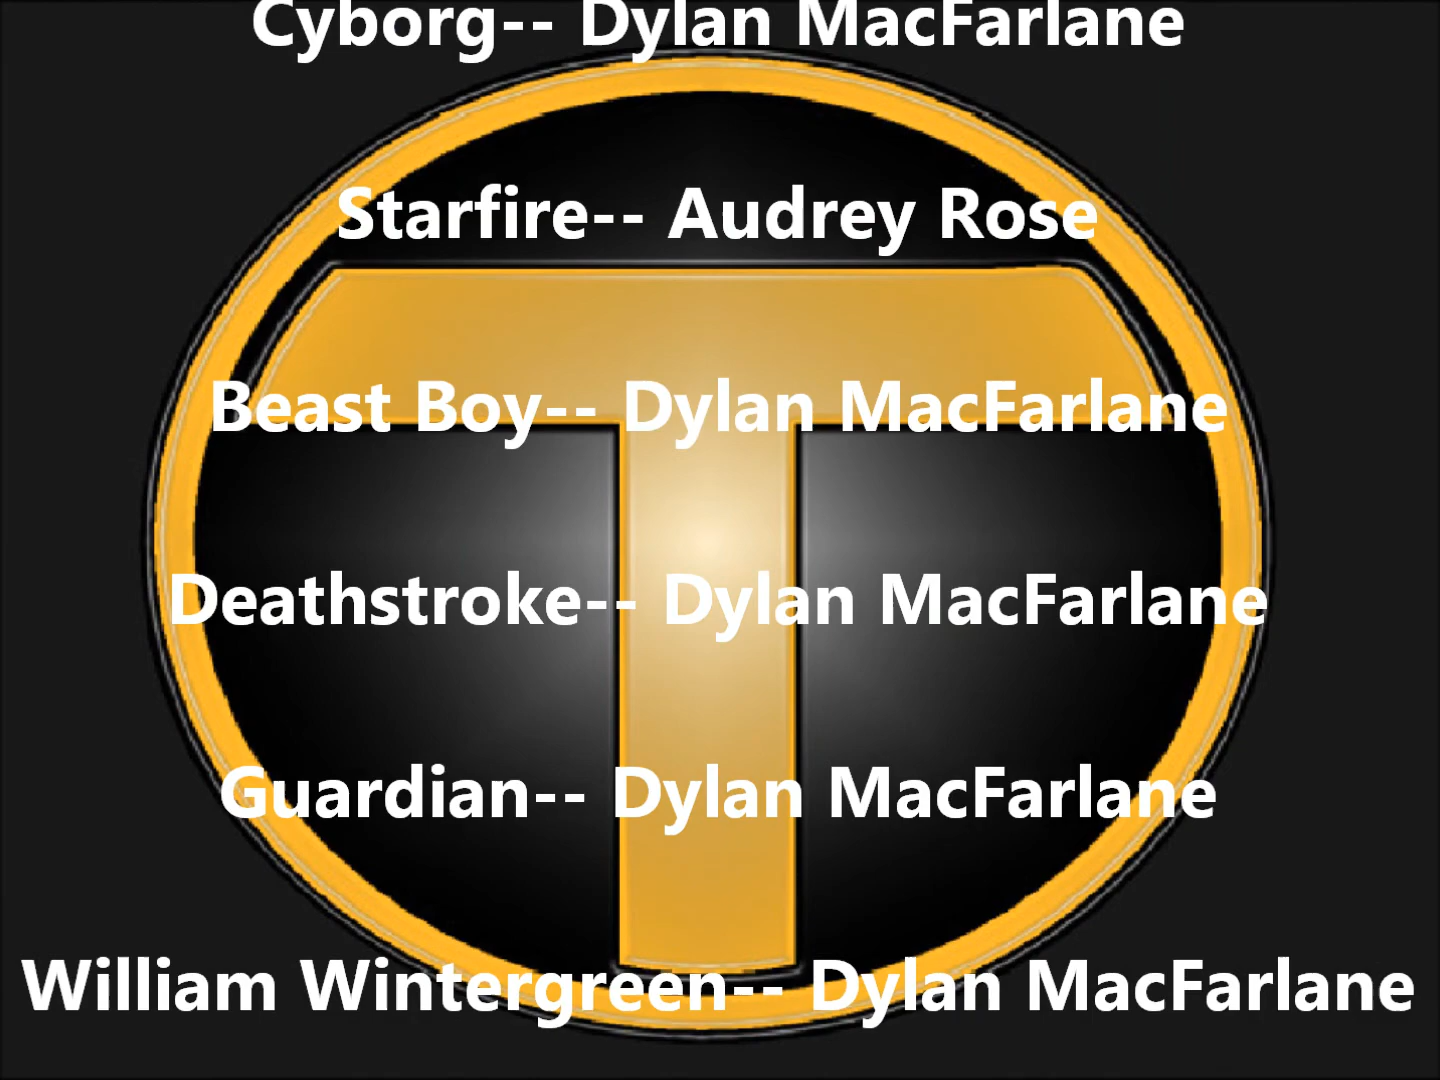 Cyborg-- Dylan MacFarlane
Starfire-- Audrey Rose
Beast Boy-- Dylan MacFarlane
Deathstroke-- Dylan MacFarlane
Guardian-- Dylan MacFarlane
William Wintergreen-- Dylan MacFarlane